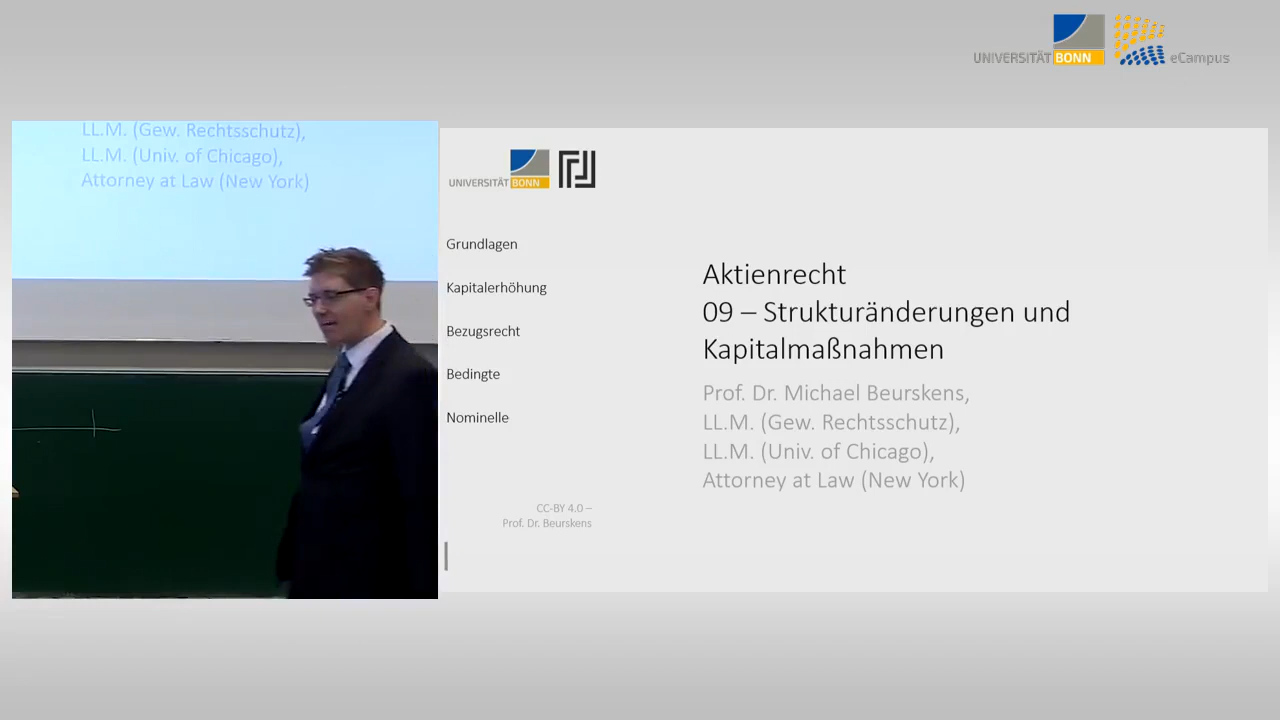 UNIVERSITÄT BONN eCampus
LL.M. (Gew. Rechtsschutz),
LL.M. (Univ. of Chicago),
Attorney at Law (New York)
UNIVERSITÄT BONN
Grundlagen
Kapitalerhöhung
Bezugsrecht
Bedingte
Nominelle
CC-BY 4.0 –
Prof. Dr. Beurskens
Aktienrecht
09 – Strukturänderungen und
Kapitalmaßnahmen
Prof. Dr. Michael Beurskens,
LL.M. (Gew. Rechtsschutz),
LL.M. (Univ. of Chicago),
Attorney at Law (New York)